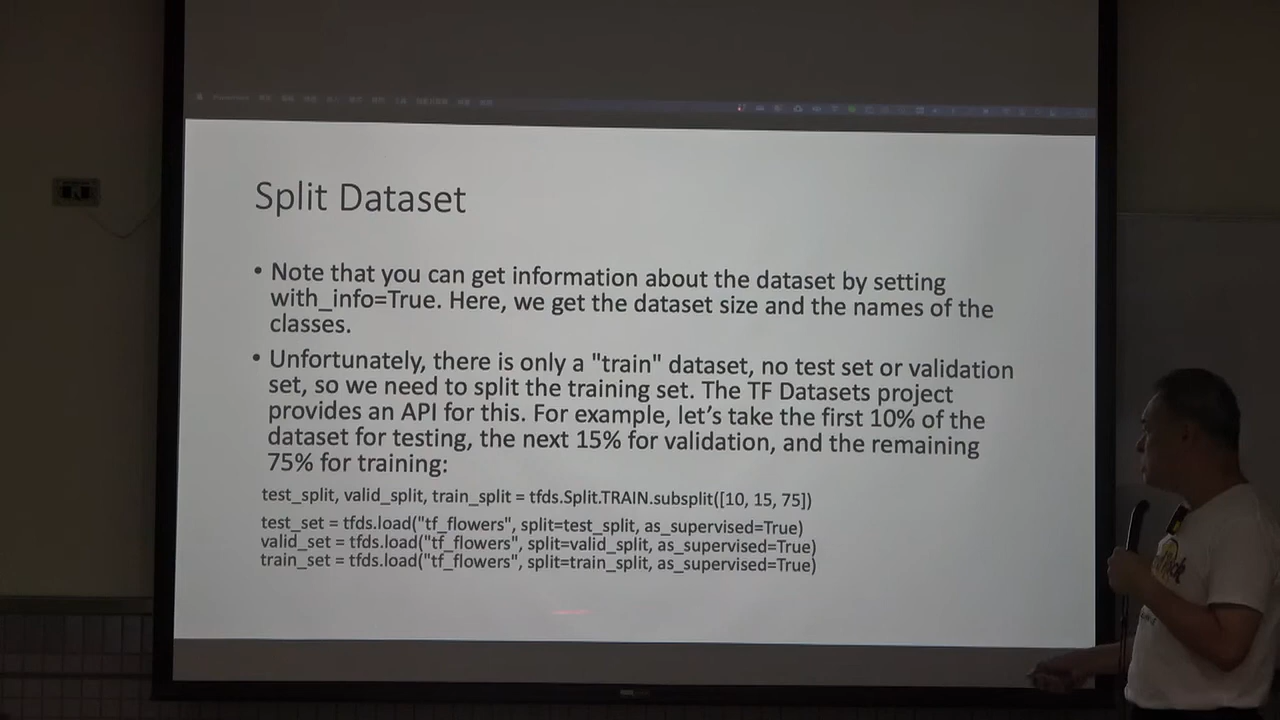 Split Dataset
• Note that you can get information about the dataset by setting
with_info=True. Here, we get the dataset size and the names of the
classes.
• Unfortunately, there is only a "train" dataset, no test set or validation
set, so we need to split the training set. The TF Datasets project
provides an API for this. For example, let’s take the first 10% of the
dataset for testing, the next 15% for validation, and the remaining
75% for training:
test_split, valid_split, train_split = tfds.Split.TRAIN.subsplit([10, 15, 75])
test_set = tfds.load("tf_flowers", split=test_split, as_supervised=True)
valid_set = tfds.load("tf_flowers", split=valid_split, as_supervised=True)
train_set = tfds.load("tf_flowers", split=train_split, as_supervised=True)